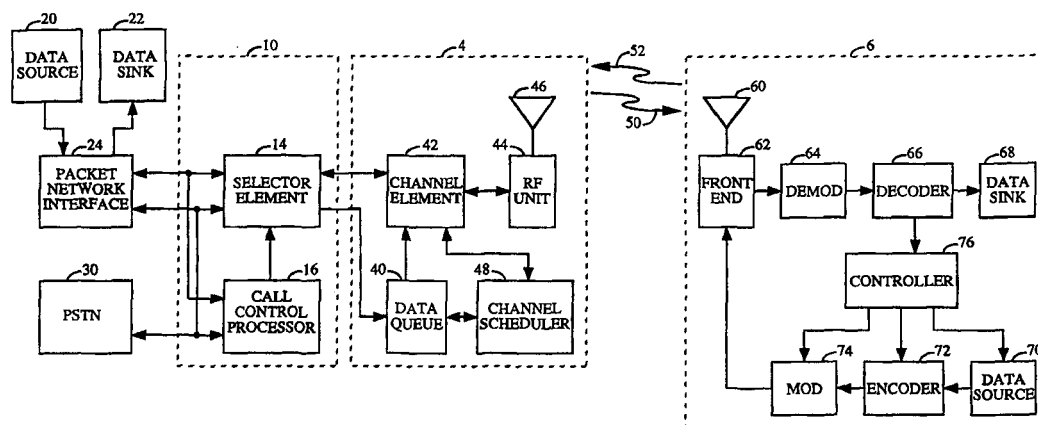 20
DATA
SOURCE
22
DATA
SINK
24
PACKET
NETWORK
INTERFACE
30
PSTN
10
14
SELECTOR
ELEMENT
16
CALL
CONTROL
PROCESSOR
4
42
CHANNEL
ELEMENT
44
RF
UNIT
46
40
DATA
QUEUE
48
CHANNEL
SCHEDULER
52
50
6
60
62
FRONT
END
64
DEMOD
66
DECODER
68
DATA
SINK
76
CONTROLLER
74
MOD
72
ENCODER
70
DATA
SOURCE